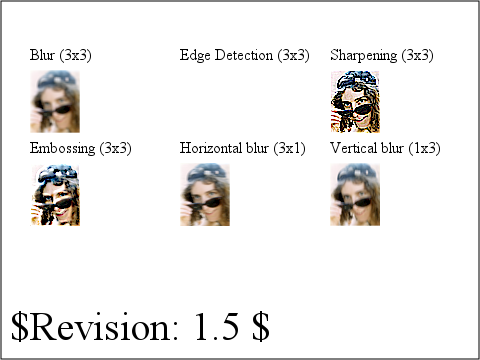 Blur (3x3) Edge Detection (3x3) Sharpening (3x3)
Embossing (3x3) Horizontal blur (3x1) Vertical blur (1x3)
$Revision: 1.5 $